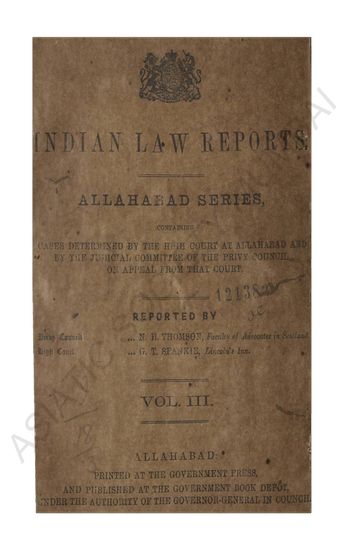 INDIAN LAW REPORTS,
ALLAHABAD SERIES,
CONTAINING
CASES DETERMINED BY THE HIGH COURT AT ALLAHABAD AND
BY THE JUDICIAL COMMITTEE OF THE PRIVY COUNCIL
ON APPEAL FROM THAT COURT.
12138
REPORTED BY
Privy Council ... N. B. THOMSON, Faculty of Advocates in Scotland
High Court ... G. T. SPANKIE, Lincoln's Inn.
VOL. III.
ALLAHABAD:
PRINTED AT THE GOVERNMENT PRESS,
AND PUBLISHED AT THE GOVERNMENT BOOK DEPÔT,
UNDER THE AUTHORITY OF THE GOVERNOR-GENERAL IN COUNCIL